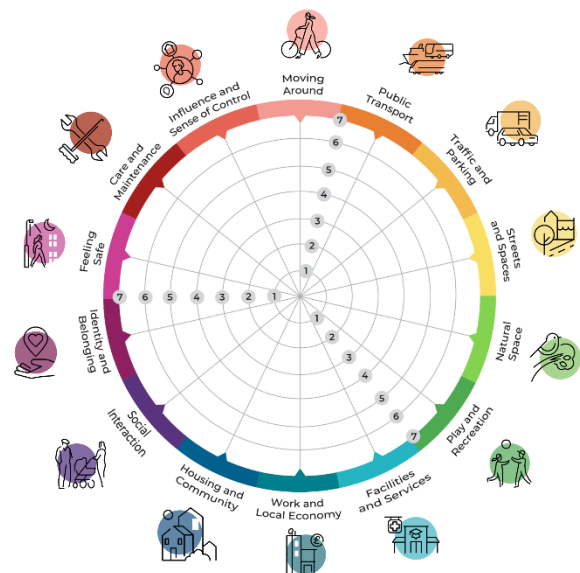 Moving
Around
Public
Transport
Traffic and
Parking
Streets
and Spaces
Natural
Space
Play and
Recreation
Facilities
and Services
Work and
Local Economy
Housing and
Community
Social
Interaction
Identity and
Belonging
Feeling
Safe
Care and
Maintenance
Influence and
Sense of Control
7
6
5
4
3
2
1
7 6 5 4 3 2 1
1
2
3
4
5
6
7
£